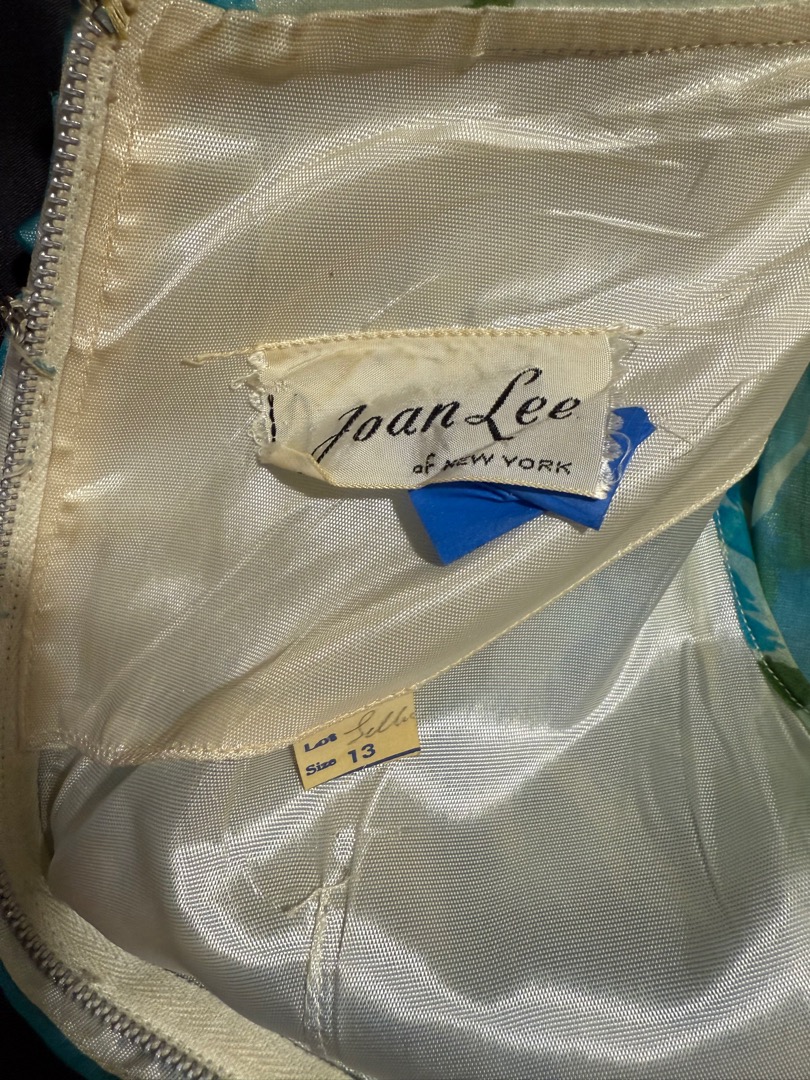 Joan Lee
of NEW YORK
Lot
Size 13